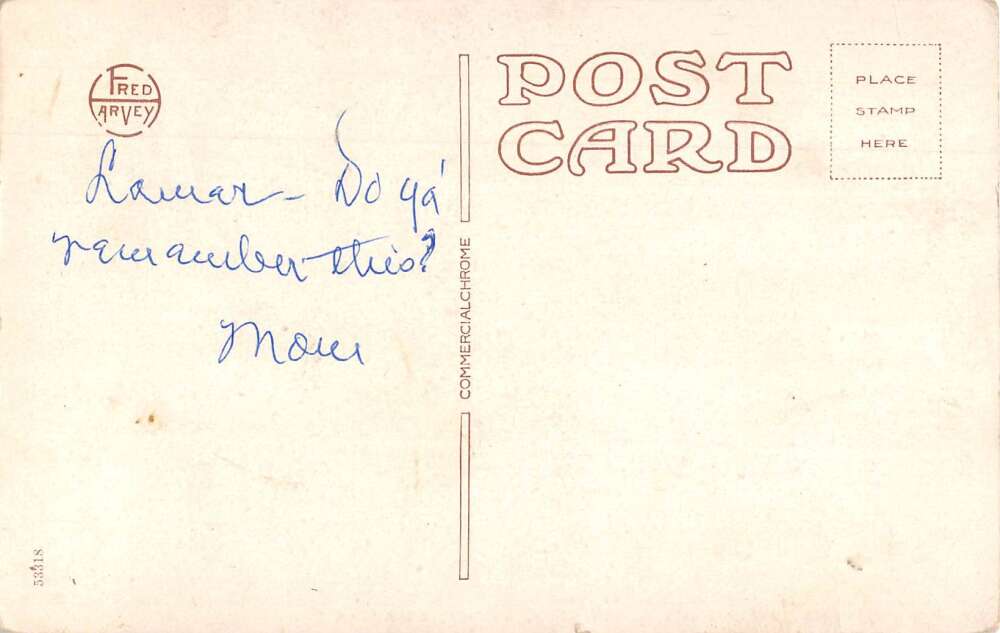 FRED
HARVEY
POST
CARD
PLACE
STAMP
HERE
Lamar - Do ya'
remember this?
Mom
COMMERCIALCHROME
53318